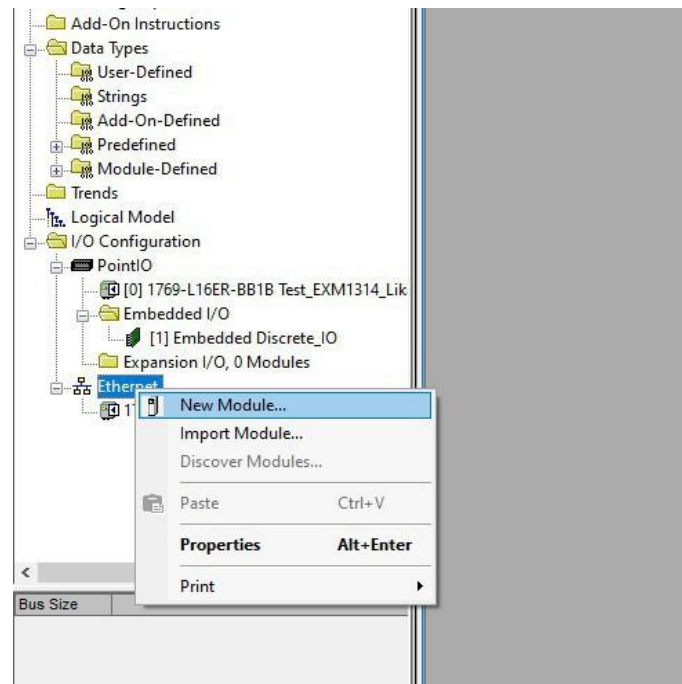 Add-On Instructions
Data Types
User-Defined
Strings
Add-On-Defined
Predefined
Module-Defined
Trends
Logical Model
I/O Configuration
PointIO
[0] 1769-L16ER-BB1B Test_EXM1314_Lik
Embedded I/O
[1] Embedded Discrete_IO
Expansion I/O, 0 Modules
Ethernet
New Module...
Import Module...
Discover Modules...
Paste Ctrl+V
Properties Alt+Enter
Print
Bus Size